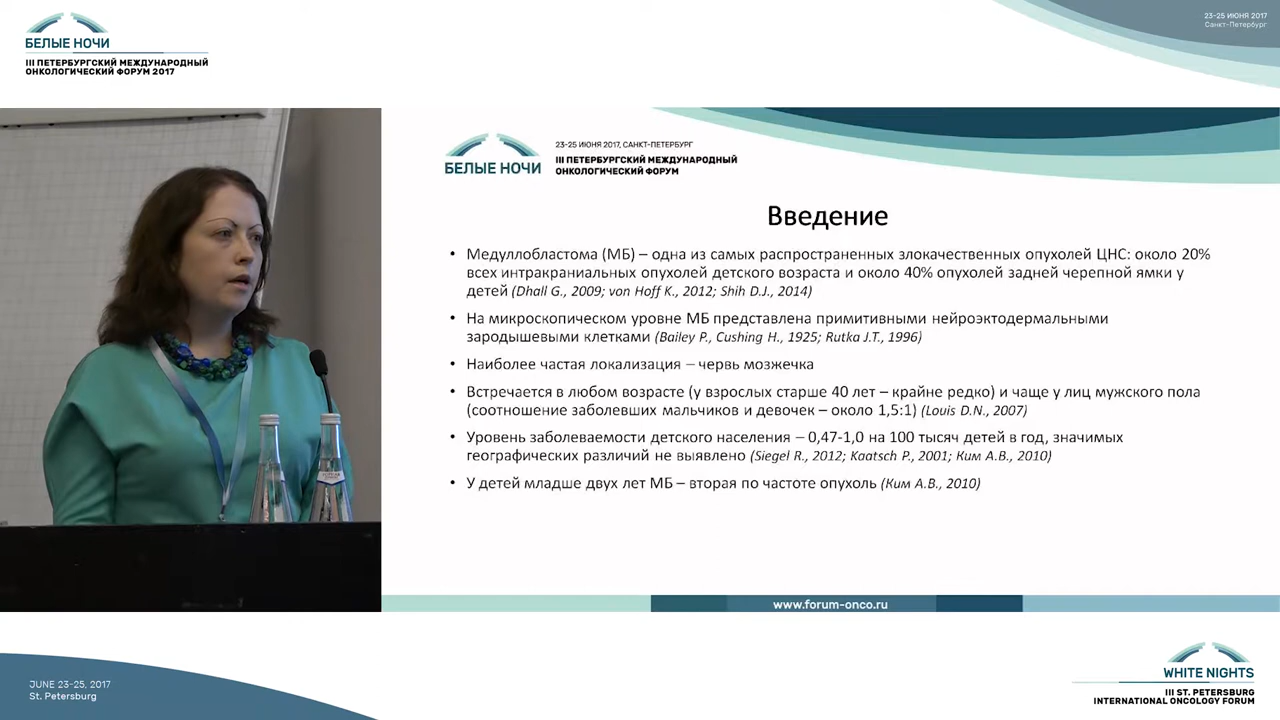 БЕЛЫЕ НОЧИ
III ПЕТЕРБУРГСКИЙ МЕЖДУНАРОДНЫЙ
ОНКОЛОГИЧЕСКИЙ ФОРУМ 2017
23-25 ИЮНЯ 2017
Санкт-Петербург
БЕЛЫЕ НОЧИ
23-25 ИЮНЯ 2017, САНКТ-ПЕТЕРБУРГ
III ПЕТЕРБУРГСКИЙ МЕЖДУНАРОДНЫЙ
ОНКОЛОГИЧЕСКИЙ ФОРУМ
Введение
• Медуллобластома (МБ) – одна из самых распространенных злокачественных опухолей ЦНС: около 20%
всех интракраниальных опухолей детского возраста и около 40% опухолей задней черепной ямки у
детей (Dhall G., 2009; von Hoff K., 2012; Shih D.J., 2014)
• На микроскопическом уровне МБ представлена примитивными нейроэктодермальными
зародышевыми клетками (Bailey P., Cushing H., 1925; Rutka J.T., 1996)
• Наиболее частая локализация – червь мозжечка
• Встречается в любом возрасте (у взрослых старше 40 лет – крайне редко) и чаще у лиц мужского пола
(соотношение заболевших мальчиков и девочек – около 1,5:1) (Louis D.N., 2007)
• Уровень заболеваемости детского населения – 0,47-1,0 на 100 тысяч детей в год, значимых
географических различий не выявлено (Siegel R., 2012; Kaatsch P., 2001; Ким А.В., 2010)
• У детей младше двух лет МБ – вторая по частоте опухоль (Ким А.В., 2010)
www.forum-onco.ru
JUNE 23-25, 2017
St. Petersburg
WHITE NIGHTS
III ST. PETERSBURG
INTERNATIONAL ONCOLOGY FORUM